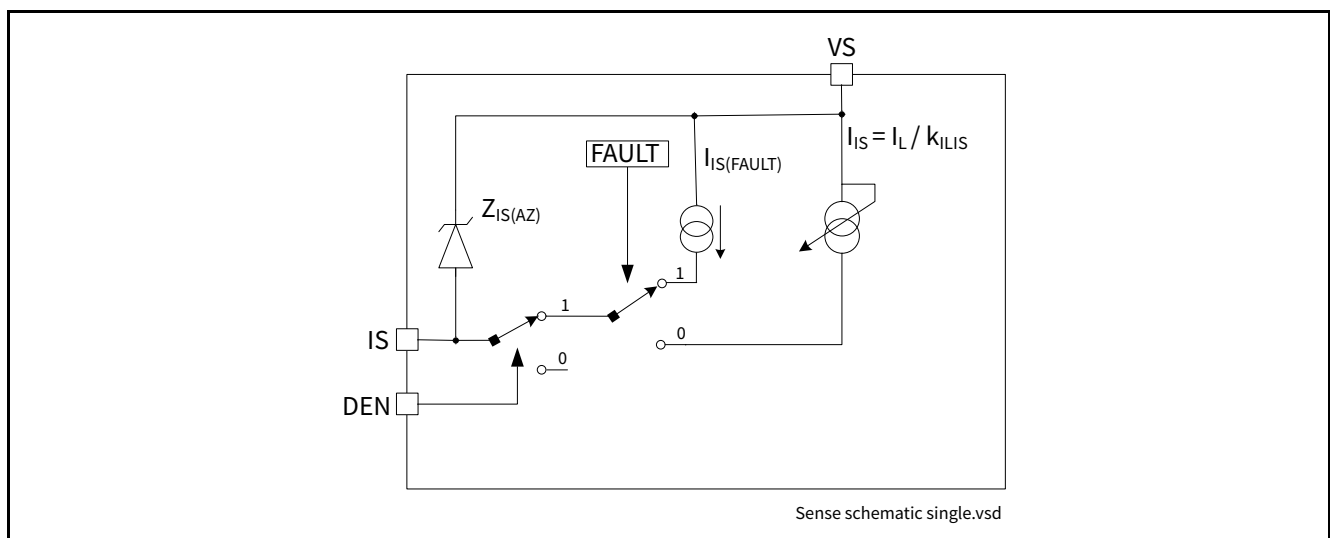 VS
I_IS = I_L / k_ILIS
FAULT
I_IS(FAULT)
Z_IS(AZ)
1
1
IS
0
0
DEN
Sense schematic single.vsd